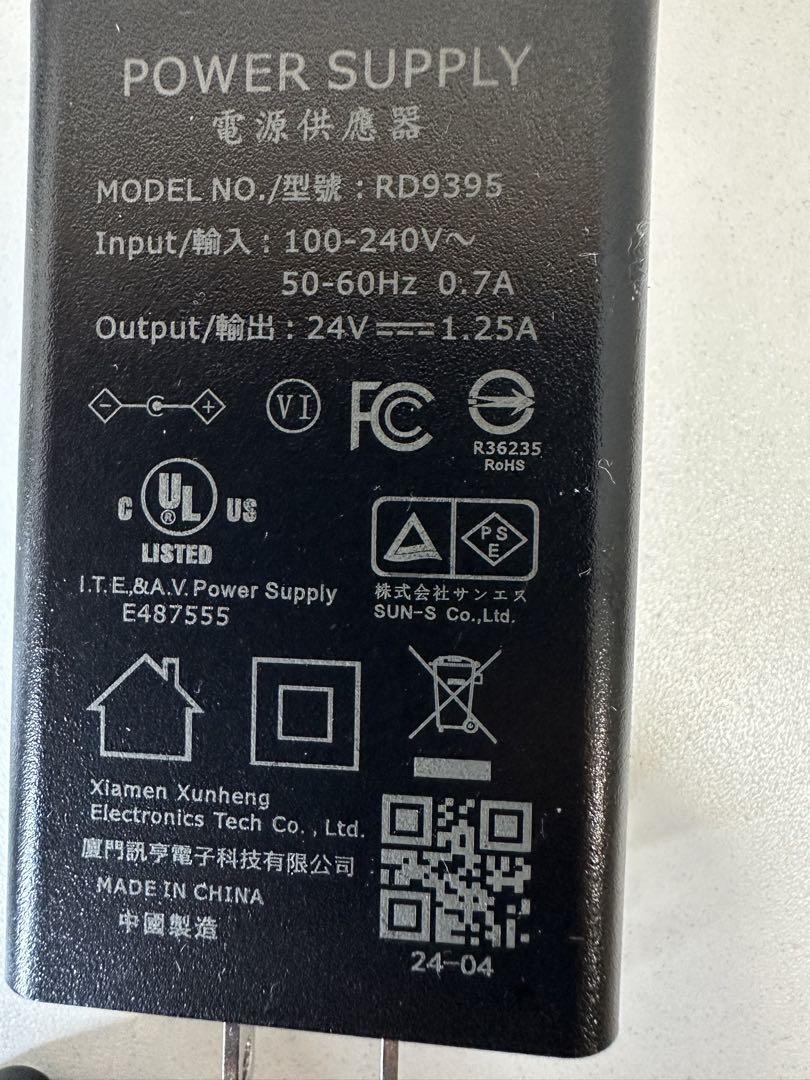 POWER SUPPLY
電源供應器
MODEL NO./型號：RD9395
Input/輸入：100-240V～
50-60Hz 0.7A
Output/輸出：24V⎓1.25A
- C +
VI
FC
R36235
RoHS
C UL® US
LISTED
I.T.E.&A.V. Power Supply
E487555
PSE
株式会社サンエス
SUN-S Co.,Ltd.
Xiamen Xunheng
Electronics Tech Co., Ltd.
廈門訊亨電子科技有限公司
MADE IN CHINA
中國製造
24-04